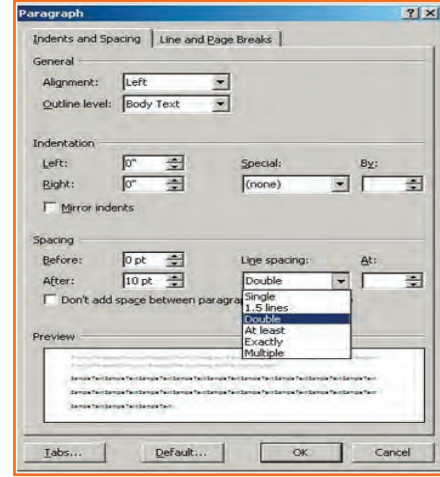 Paragraph
Indents and Spacing Line and Page Breaks
General
Alignment: Left
Outline level: Body Text
Indentation
Left: 0" Special: By:
Right: 0" (none)
Mirror indents
Spacing
Before: 0 pt Line spacing: At:
After: 10 pt Double
Don't add space between paragra
Single
1.5 lines
Double
At least
Exactly
Multiple
Preview
Tabs... Default... OK Cancel